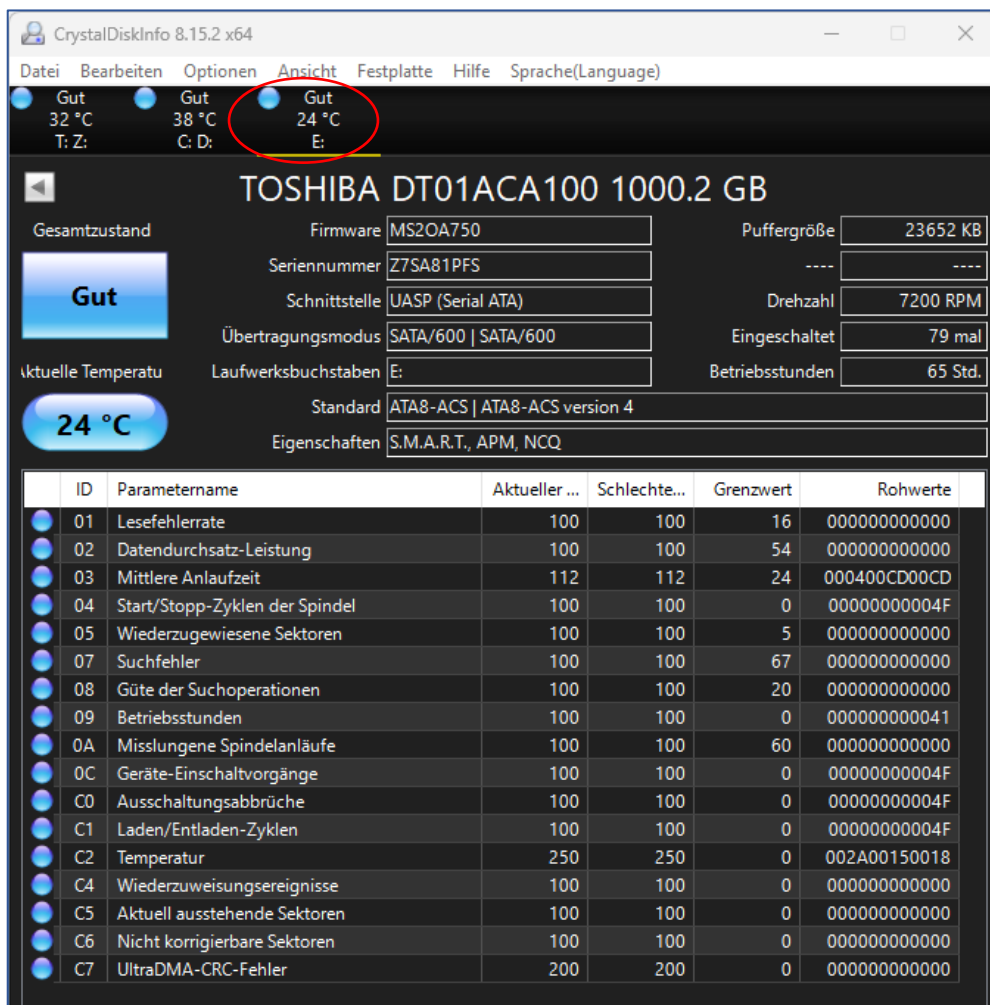 CrystalDiskInfo 8.15.2 x64
Datei Bearbeiten Optionen Ansicht Festplatte Hilfe Sprache(Language)
Gut Gut Gut
32 °C 38 °C 24 °C
T: Z: C: D: E:
TOSHIBA DT01ACA100 1000.2 GB
Gesamtzustand Firmware MS2OA750 Puffergröße 23652 KB
Seriennummer Z7SA81PFS ---- ----
Gut Schnittstelle UASP (Serial ATA) Drehzahl 7200 RPM
Übertragungsmodus SATA/600 | SATA/600 Eingeschaltet 79 mal
Aktuelle Temperatu Laufwerksbuchstaben E: Betriebsstunden 65 Std.
Standard ATA8-ACS | ATA8-ACS version 4
24 °C
Eigenschaften S.M.A.R.T., APM, NCQ
ID Parametername Aktueller ... Schlechte... Grenzwert Rohwerte
01 Lesefehlerrate 100 100 16 000000000000
02 Datendurchsatz-Leistung 100 100 54 000000000000
03 Mittlere Anlaufzeit 112 112 24 000400CD00CD
04 Start/Stopp-Zyklen der Spindel 100 100 0 00000000004F
05 Wiederzugewiesene Sektoren 100 100 5 000000000000
07 Suchfehler 100 100 67 000000000000
08 Güte der Suchoperationen 100 100 20 000000000000
09 Betriebsstunden 100 100 0 000000000041
0A Misslungene Spindelanläufe 100 100 60 000000000000
0C Geräte-Einschaltvorgänge 100 100 0 00000000004F
C0 Ausschaltungsabbrüche 100 100 0 00000000004F
C1 Laden/Entladen-Zyklen 100 100 0 00000000004F
C2 Temperatur 250 250 0 002A00150018
C4 Wiederzuweisungsereignisse 100 100 0 000000000000
C5 Aktuell ausstehende Sektoren 100 100 0 000000000000
C6 Nicht korrigierbare Sektoren 100 100 0 000000000000
C7 UltraDMA-CRC-Fehler 200 200 0 000000000000